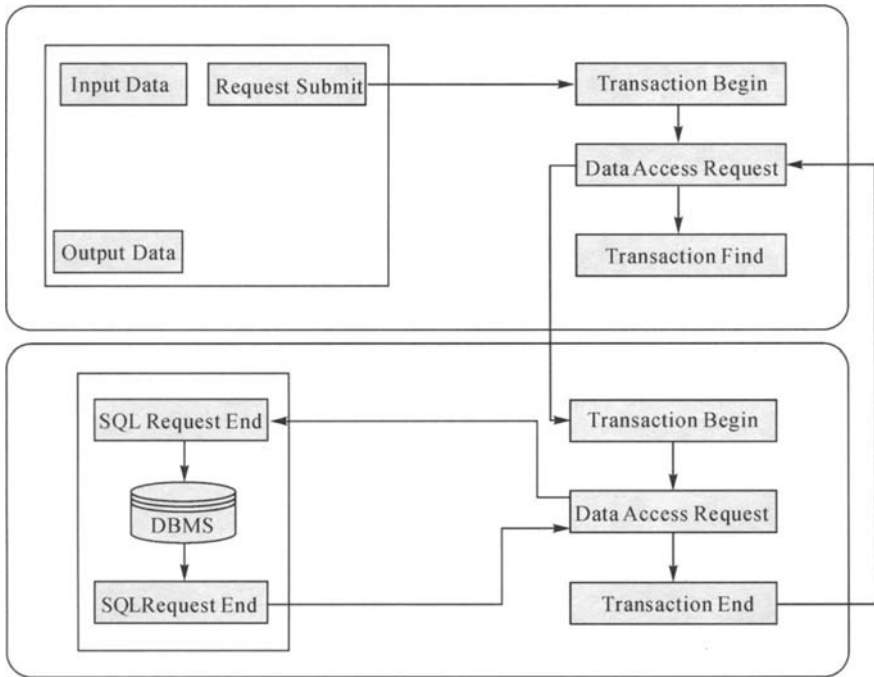 Input Data
Request Submit
Transaction Begin
Data Access Request
Output Data
Transaction Find
SQL Request End
Transaction Begin
DBMS
Data Access Request
SQLRequest End
Transaction End